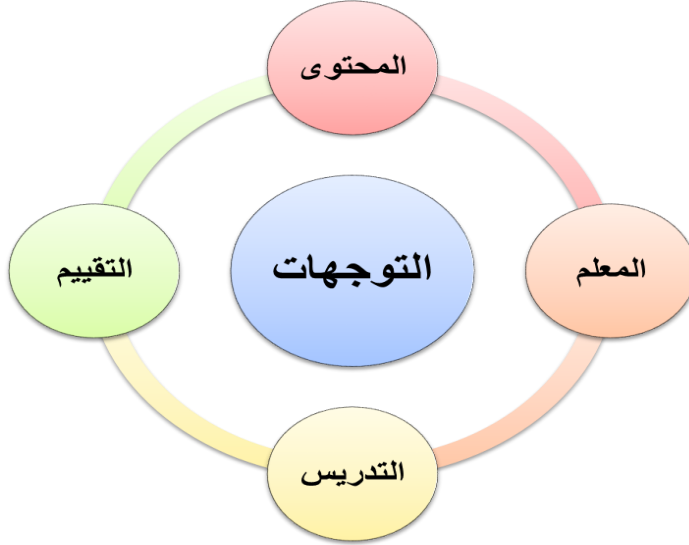 المحتوى
المعلم
التوجهات
التقييم
التدريس